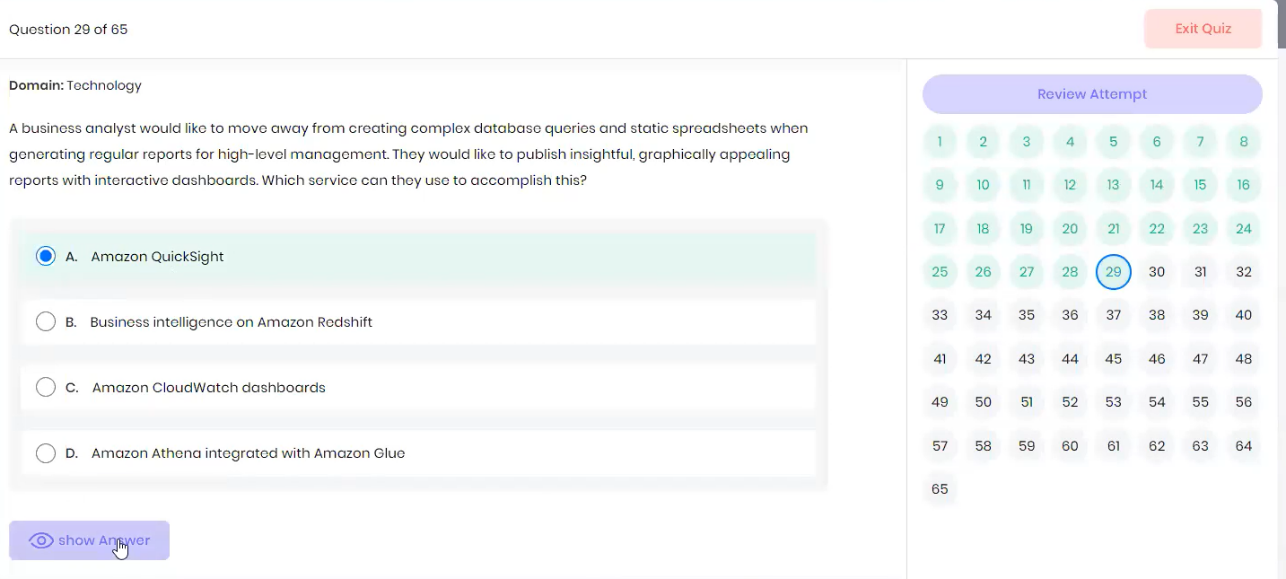 Question 29 of 65
Exit Quiz
Domain: Technology
A business analyst would like to move away from creating complex database queries and static spreadsheets when
generating regular reports for high-level management. They would like to publish insightful, graphically appealing
reports with interactive dashboards. Which service can they use to accomplish this?
A. Amazon QuickSight
B. Business intelligence on Amazon Redshift
C. Amazon CloudWatch dashboards
D. Amazon Athena integrated with Amazon Glue
show Answer
Review Attempt
1 2 3 4 5 6 7 8
9 10 11 12 13 14 15 16
17 18 19 20 21 22 23 24
25 26 27 28 29 30 31 32
33 34 35 36 37 38 39 40
41 42 43 44 45 46 47 48
49 50 51 52 53 54 55 56
57 58 59 60 61 62 63 64
65